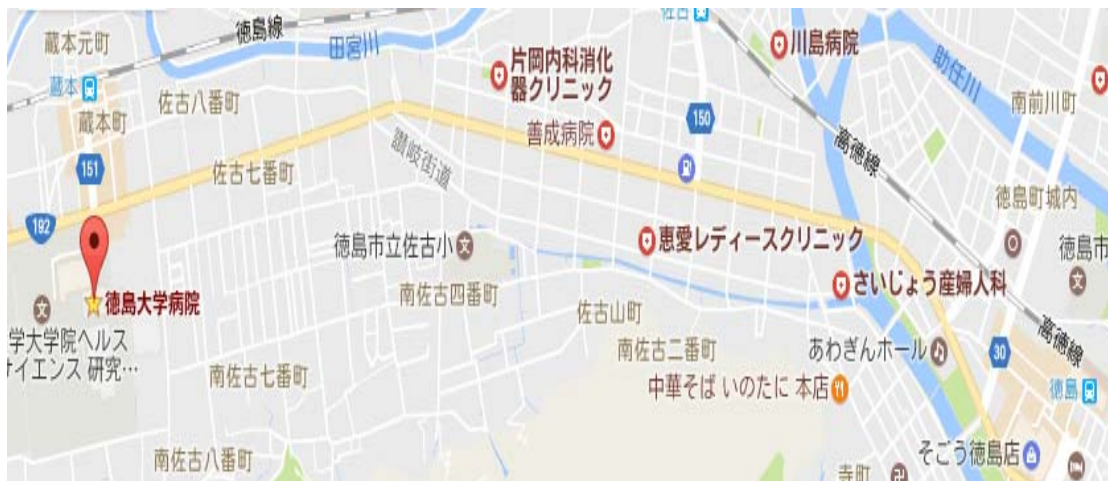 佐古
蔵本元町
徳島線
田宮川
川島病院
片岡内科消化
器クリニック
助任川
蔵本
佐古八番町
南前川町
蔵本町
150
善成病院
讃岐街道
高徳線
151
佐古七番町
徳島町城内
192
徳島市立佐古小
文
恵愛レディースクリニック
徳島市
文
さいじょう産婦人科
南佐古四番町
佐古山町
徳島大学病院
文
学大学院ヘルス
サイエンス 研究…
南佐古二番町
あわぎんホール
30
高徳線
南佐古七番町
中華そば いのたに 本店
徳島
そごう徳島店
南佐古八番町
寺町